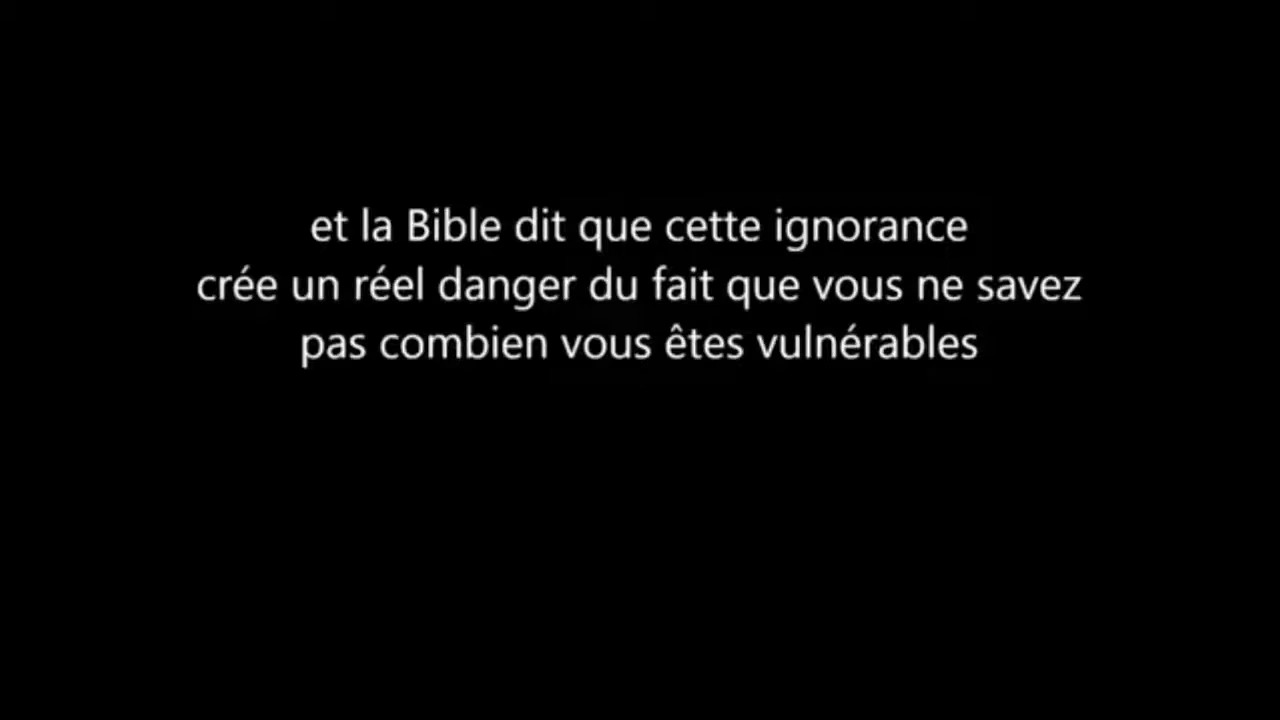 et la Bible dit que cette ignorance
crée un réel danger du fait que vous ne savez
pas combien vous êtes vulnérables